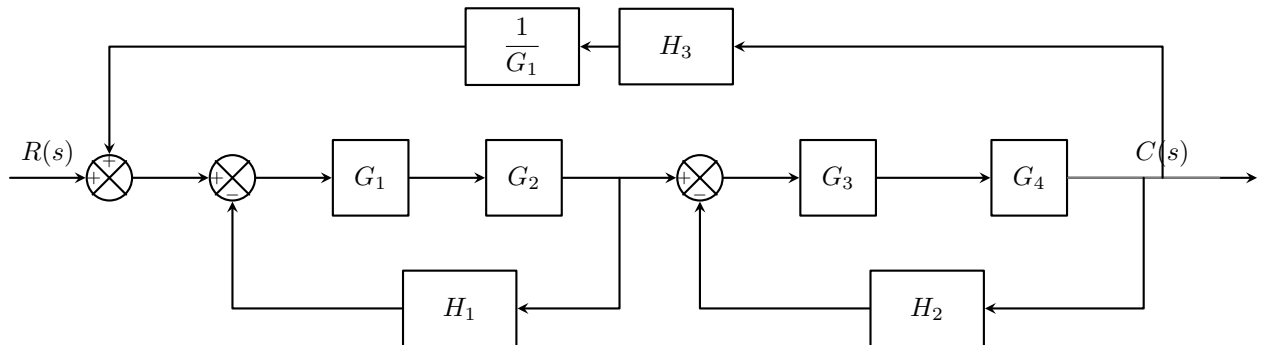 1
G₁
H₃
+
R(s)
+
+
−
G₁
G₂
+
−
G₃
G₄
C(s)
H₁
H₂